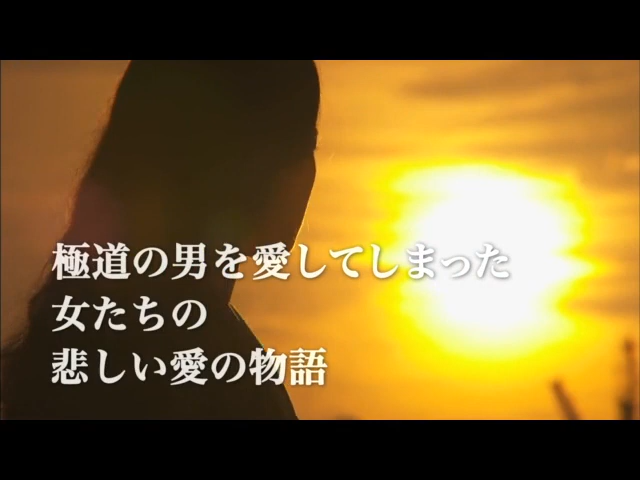 極道の男を愛してしまった
女たちの
悲しい愛の物語